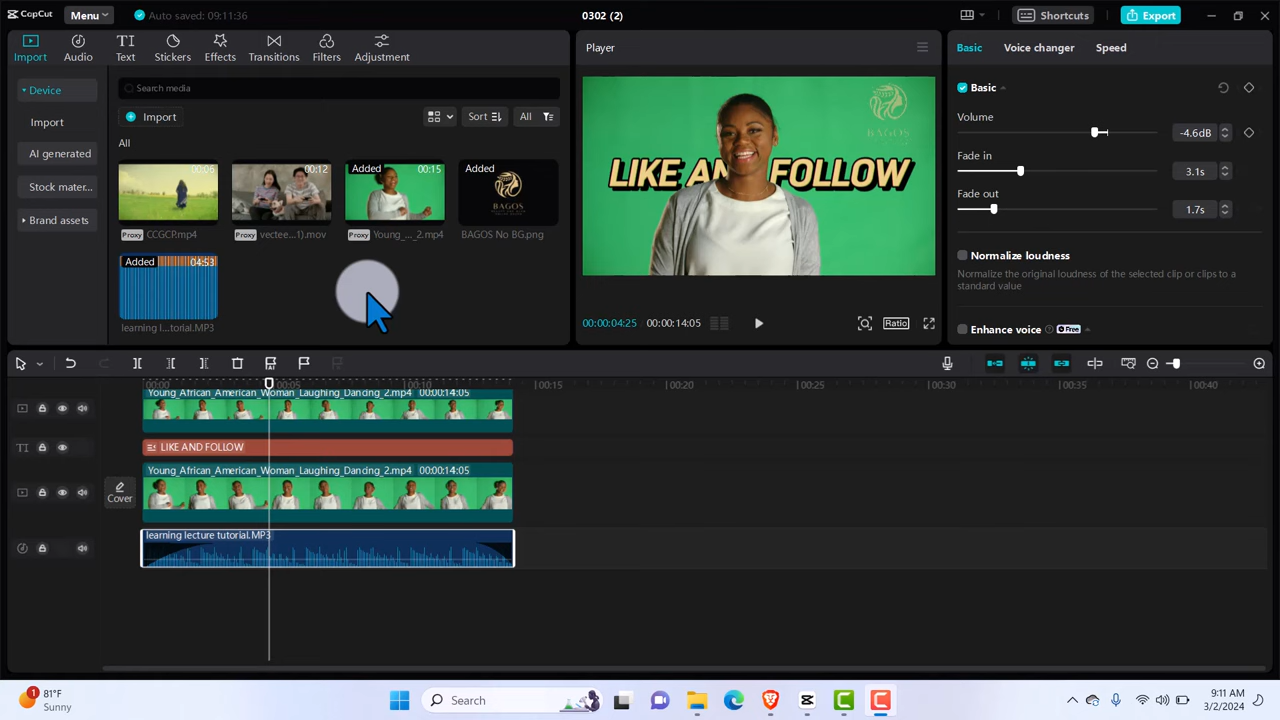 CapCut
Menu
Auto saved: 09:11:36
0302 (2)
Shortcuts
Export
Import
Audio
Text
Stickers
Effects
Transitions
Filters
Adjustment
Device
Import
AI generated
Stock mater...
Brand assets
Search media
Import
Sort
All
All
00:06
Proxy CCGCP.mp4
00:12
Proxy vectee...1).mov
Added 00:15
Proxy Young_..._2.mp4
Added
BAGOS
BAGOS No BG.png
Added 04:53
learning l...torial.MP3
Player
BAGOS
LIKE AND FOLLOW
00:00:04:25
00:00:14:05
Ratio
Basic
Voice changer
Speed
Basic
Volume
-4.6dB
Fade in
3.1s
Fade out
1.7s
Normalize loudness
Normalize the original loudness of the selected clip or clips to a
standard value
Enhance voice
Free
00:00
00:05
00:10
00:15
00:20
00:25
00:30
00:35
00:40
Young_African_American_Woman_Laughing_Dancing_2.mp4 00:00:14:05
TI
LIKE AND FOLLOW
Cover
Young_African_American_Woman_Laughing_Dancing_2.mp4 00:00:14:05
learning lecture tutorial.MP3
1
81°F
Sunny
Search
9:11 AM
3/2/2024